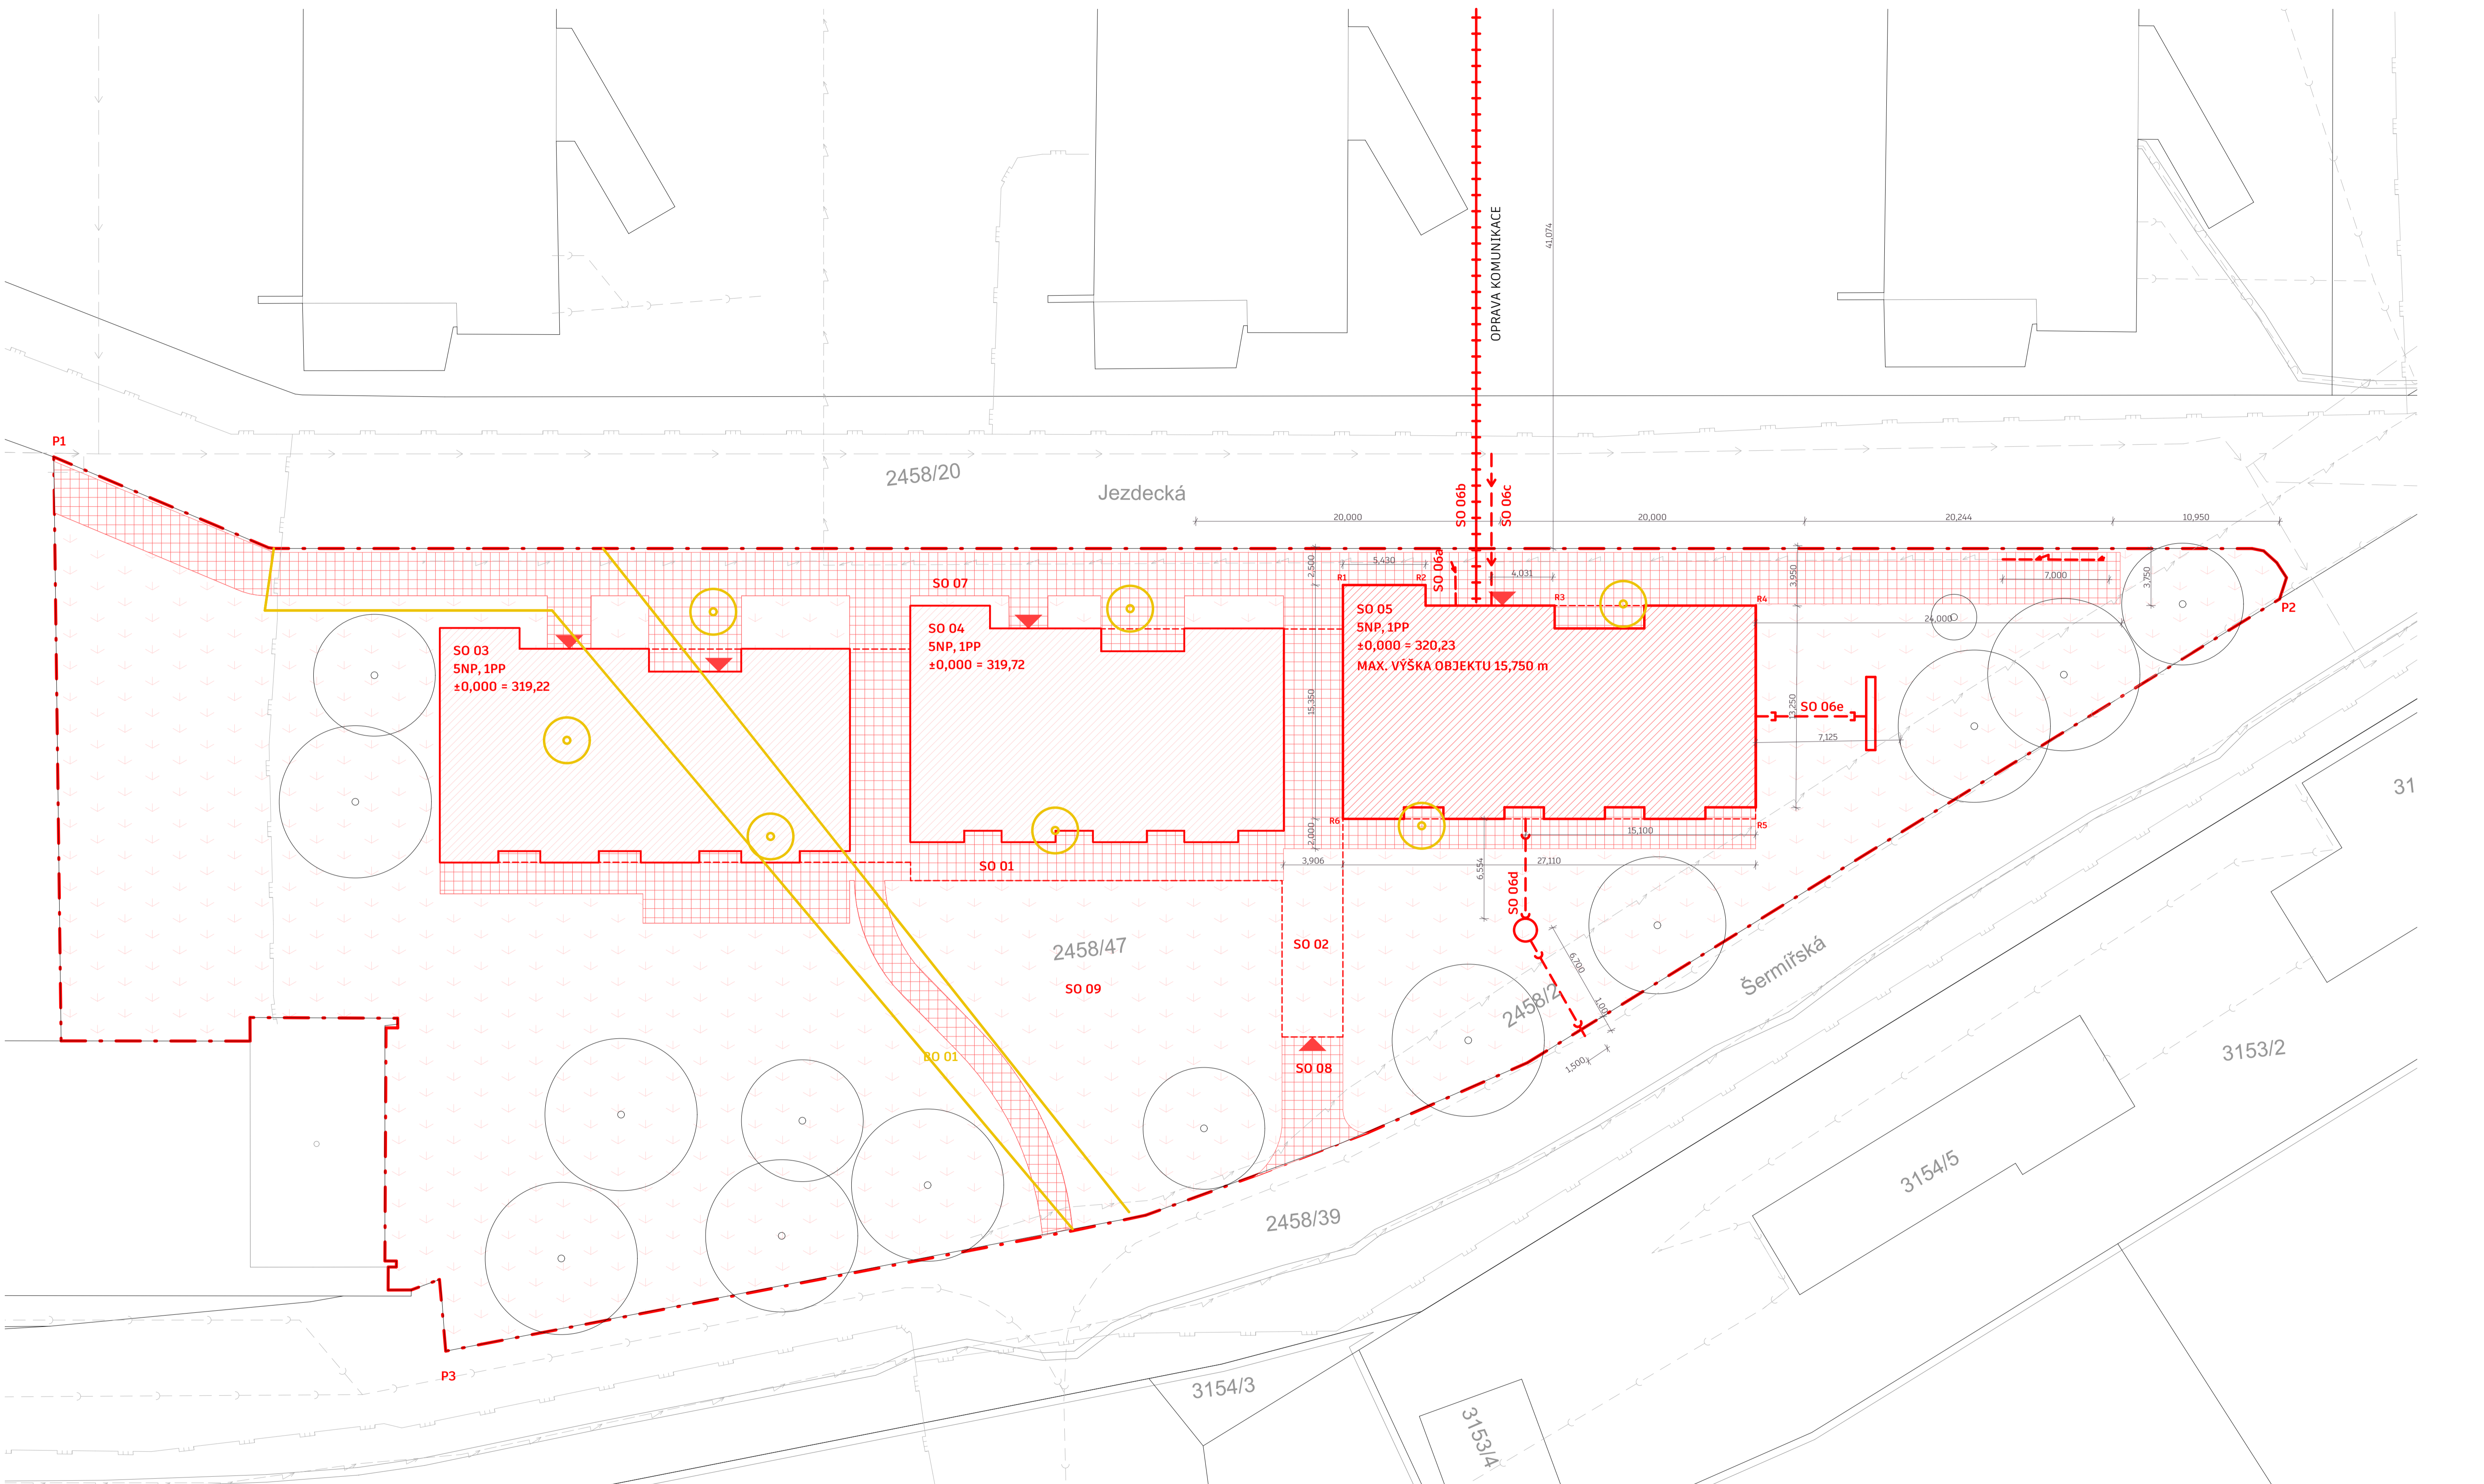 OPRAVA KOMUNIKACE
41,074
P1
2458/20
Jezdecká
SO 06b
SO 06c
20,000
20,000
20,244
10,950
2,500
5,430
SO 06a
4,031
3,950
7,000
3,750
SO 07
R1
R2
R3
R4
P2
SO 03
5NP, 1PP
±0,000 = 319,22
SO 04
5NP, 1PP
±0,000 = 319,72
SO 05
5NP, 1PP
±0,000 = 320,23
MAX. VÝŠKA OBJEKTU 15,750 m
24,000
15,350
13,250
SO 06e
7,125
31
R6
R5
2,000
15,100
SO 01
3,906
27,110
6,554
SO 06d
2458/47
SO 02
SO 09
6,700
1,000
2458/2
Šermířská
BO 01
SO 08
1,500
3153/2
3154/5
2458/39
P3
3154/3
3153/4